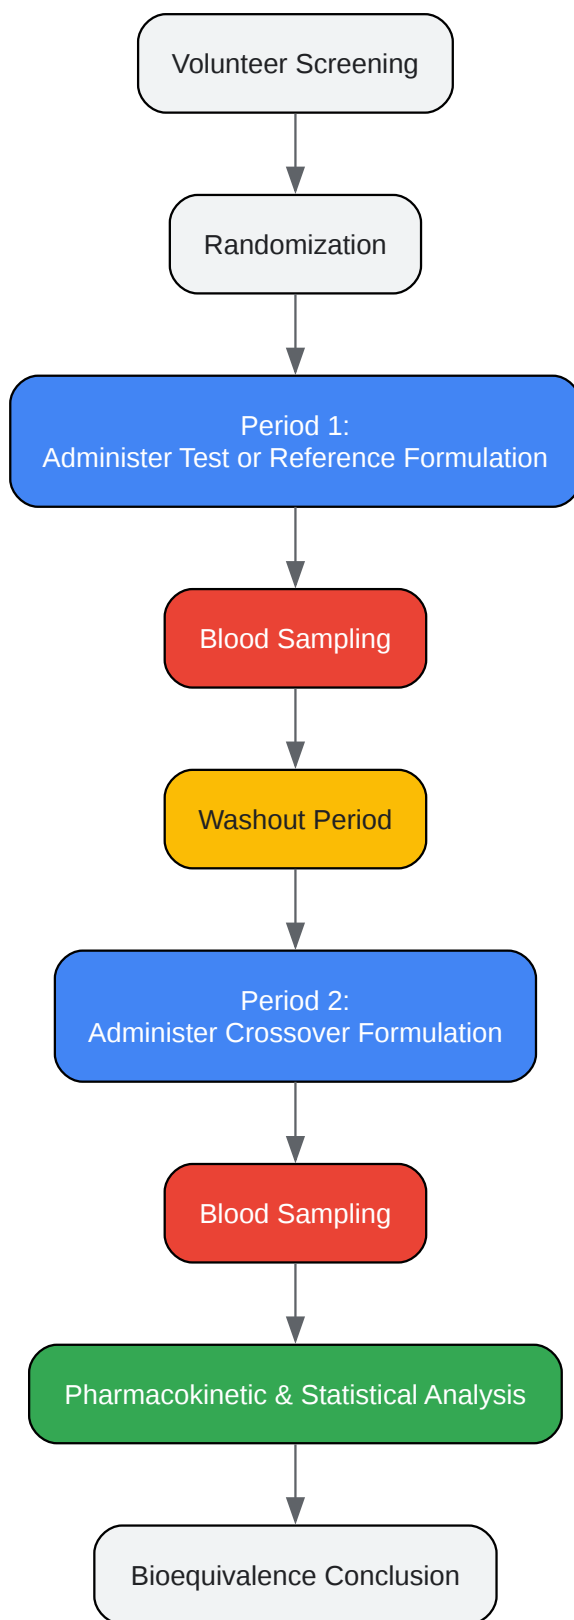 Volunteer Screening
Randomization
Period 1:
Administer Test or Reference Formulation
Blood Sampling
Washout Period
Period 2:
Administer Crossover Formulation
Blood Sampling
Pharmacokinetic & Statistical Analysis
Bioequivalence Conclusion